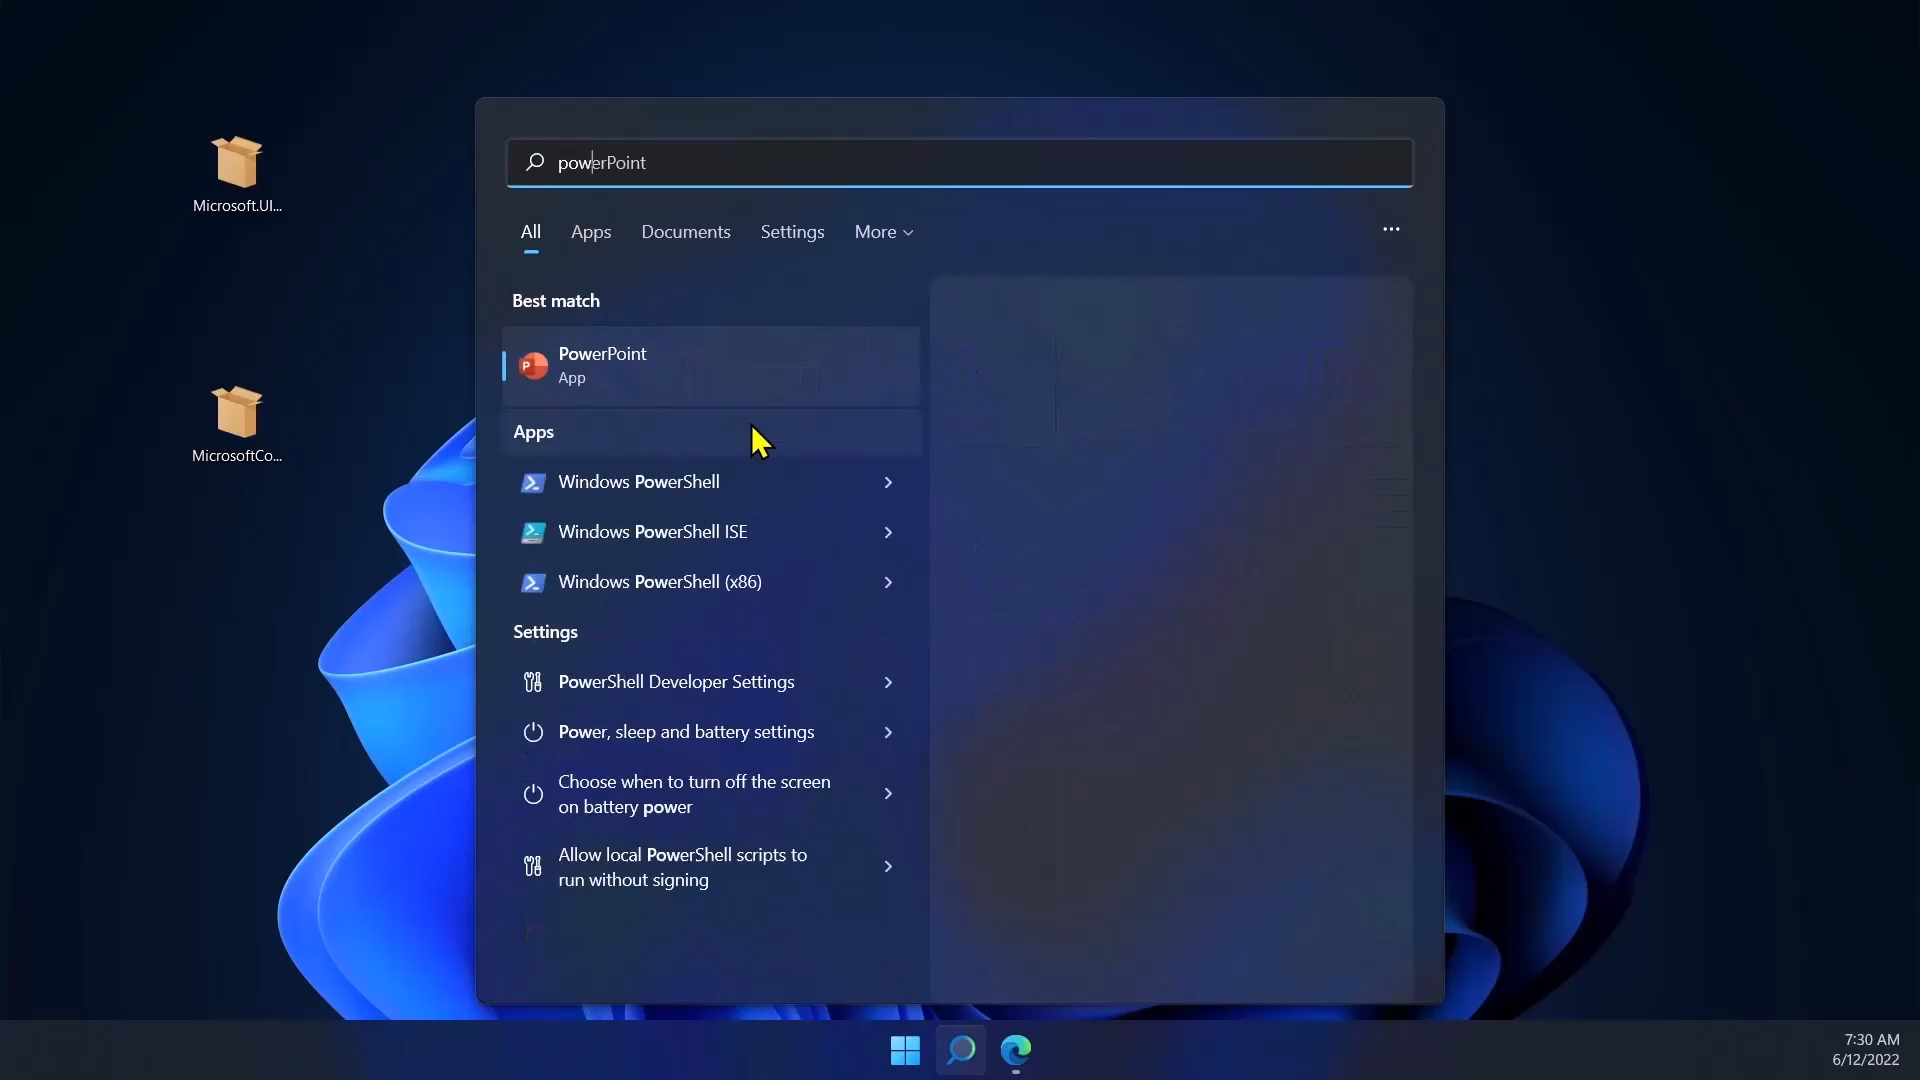 powerPoint
All Apps Documents Settings More
Best match
PowerPoint
App
Apps
Windows PowerShell
Windows PowerShell ISE
Windows PowerShell (x86)
Settings
PowerShell Developer Settings
Power, sleep and battery settings
Choose when to turn off the screen
on battery power
Allow local PowerShell scripts to
run without signing
Microsoft.UI...
MicrosoftCo...
7:30 AM
6/12/2022